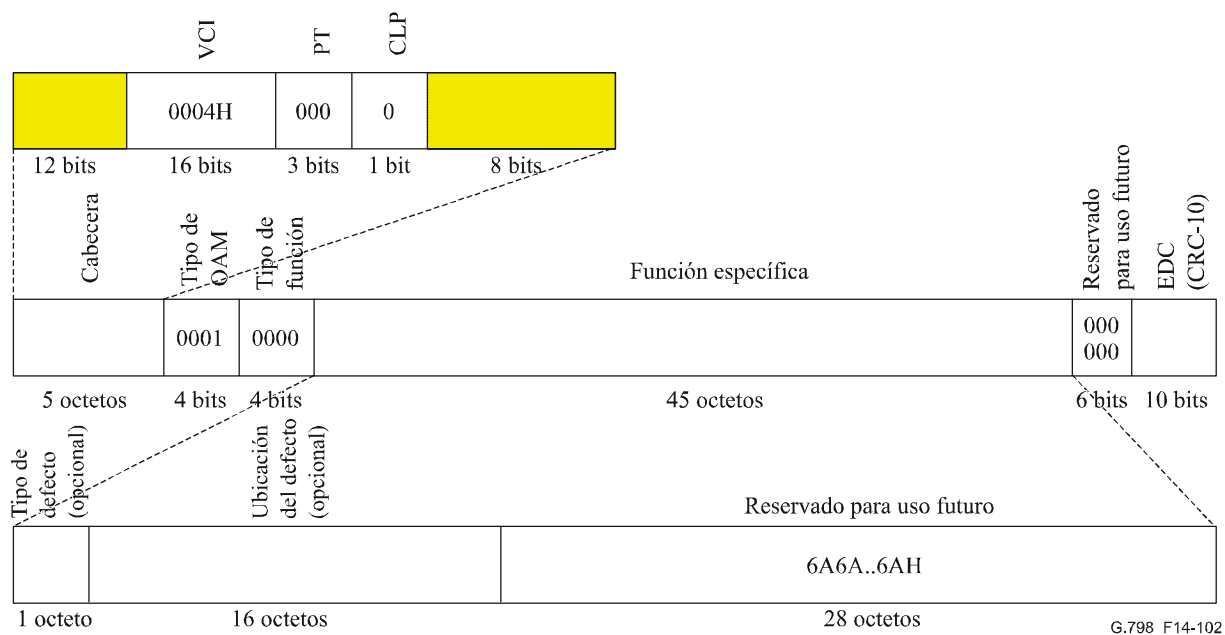 VCI
PT
CLP
0004H
000
0
12 bits
16 bits
3 bits
1 bit
8 bits
Cabecera
Tipo de
OAM
Tipo de
función
Función específica
Reservado
para uso futuro
EDC
(CRC-10)
0001
0000
000
000
5 octetos
4 bits
4 bits
45 octetos
6 bits
10 bits
Tipo de
defecto
(opcional)
Ubicación
del defecto
(opcional)
Reservado para uso futuro
6A6A..6AH
1 octeto
16 octetos
28 octetos
G.798_F14-102